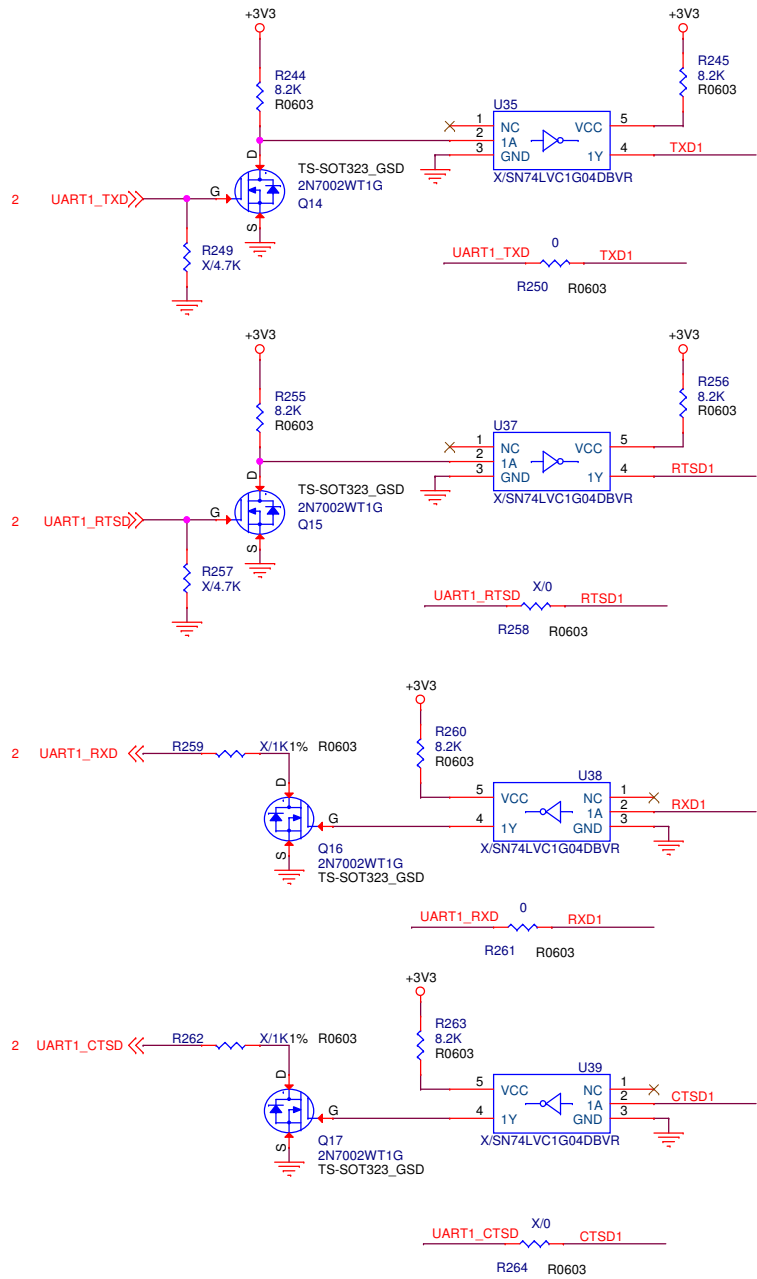 +3V3
R244
8.2K
R0603
+3V3
R245
8.2K
R0603
U35
1 NC VCC 5
2 1A
3 GND 1Y 4 TXD1
X/SN74LVC1G04DBVR
D
TS-SOT323_GSD
2N7002WT1G
Q14
G
S
2 UART1_TXD
R249
X/4.7K
UART1_TXD 0 TXD1
R250 R0603
+3V3
R255
8.2K
R0603
+3V3
R256
8.2K
R0603
U37
1 NC VCC 5
2 1A
3 GND 1Y 4 RTSD1
X/SN74LVC1G04DBVR
D
TS-SOT323_GSD
2N7002WT1G
Q15
G
S
2 UART1_RTSD
R257
X/4.7K
UART1_RTSD X/0 RTSD1
R258 R0603
+3V3
R260
8.2K
R0603
2 UART1_RXD R259 X/1K1% R0603
U38
5 VCC NC 1
1A 2 RXD1
4 1Y GND 3
X/SN74LVC1G04DBVR
D
G
S
Q16
2N7002WT1G
TS-SOT323_GSD
UART1_RXD 0 RXD1
R261 R0603
+3V3
R263
8.2K
R0603
2 UART1_CTSD R262 X/1K1% R0603
U39
5 VCC NC 1
1A 2 CTSD1
4 1Y GND 3
X/SN74LVC1G04DBVR
D
G
S
Q17
2N7002WT1G
TS-SOT323_GSD
UART1_CTSD X/0 CTSD1
R264 R0603